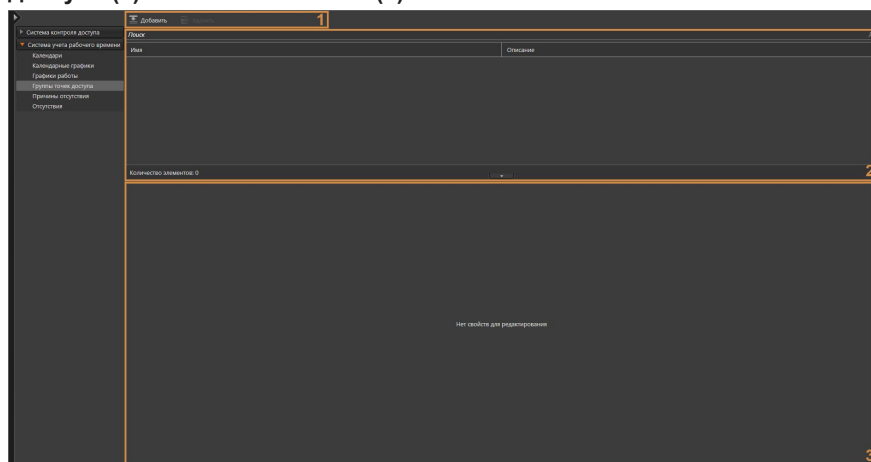 Добавить Удалить 1
Система контроля доступа
Поиск
Система учета рабочего времени
Имя Описание
Календари
Календарные графики
Графики работы
Группы точек доступа
Причины отсутствия
Отсутствия
Количество элементов: 0 2
Нет свойств для редактирования
3